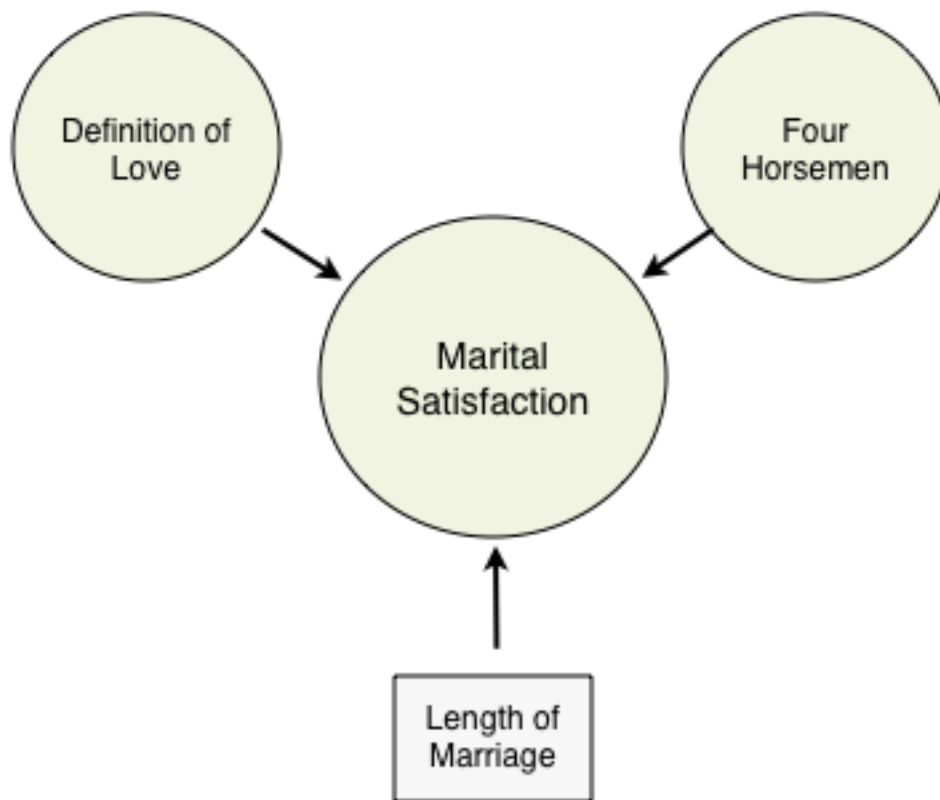 Definition of
Love
Four
Horsemen
Marital
Satisfaction
Length of
Marriage